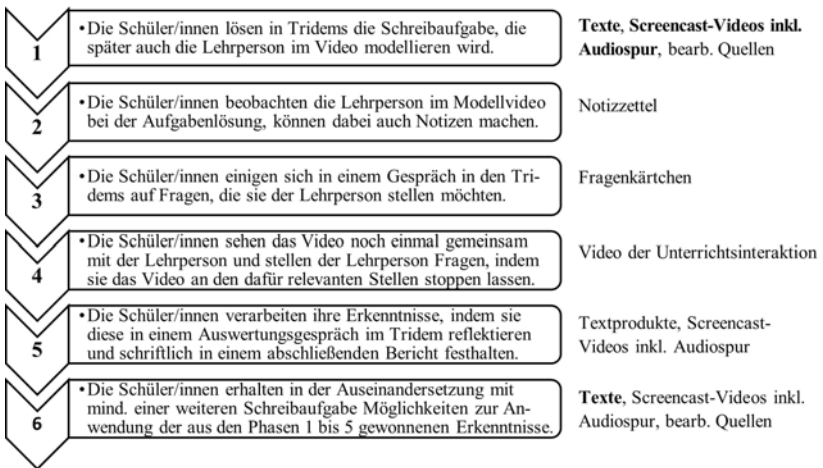 1
•Die Schüler/innen lösen in Tridems die Schreibaufgabe, die
später auch die Lehrperson im Video modellieren wird.
Texte, Screencast-Videos inkl.
Audiospur, bearb. Quellen
2
•Die Schüler/innen beobachten die Lehrperson im Modellvideo
bei der Aufgabenlösung, können dabei auch Notizen machen.
Notizzettel
3
•Die Schüler/innen einigen sich in einem Gespräch in den Tri-
dems auf Fragen, die sie der Lehrperson stellen möchten.
Fragenkärtchen
4
•Die Schüler/innen sehen das Video noch einmal gemeinsam
mit der Lehrperson und stellen der Lehrperson Fragen, indem
sie das Video an den dafür relevanten Stellen stoppen lassen.
Video der Unterrichtsinteraktion
5
•Die Schüler/innen verarbeiten ihre Erkenntnisse, indem sie
diese in einem Auswertungsgespräch im Tridem reflektieren
und schriftlich in einem abschließenden Bericht festhalten.
Textprodukte, Screencast-
Videos inkl. Audiospur
6
•Die Schüler/innen erhalten in der Auseinandersetzung mit
mind. einer weiteren Schreibaufgabe Möglichkeiten zur An-
wendung der aus den Phasen 1 bis 5 gewonnenen Erkenntnisse.
Texte, Screencast-Videos inkl.
Audiospur, bearb. Quellen